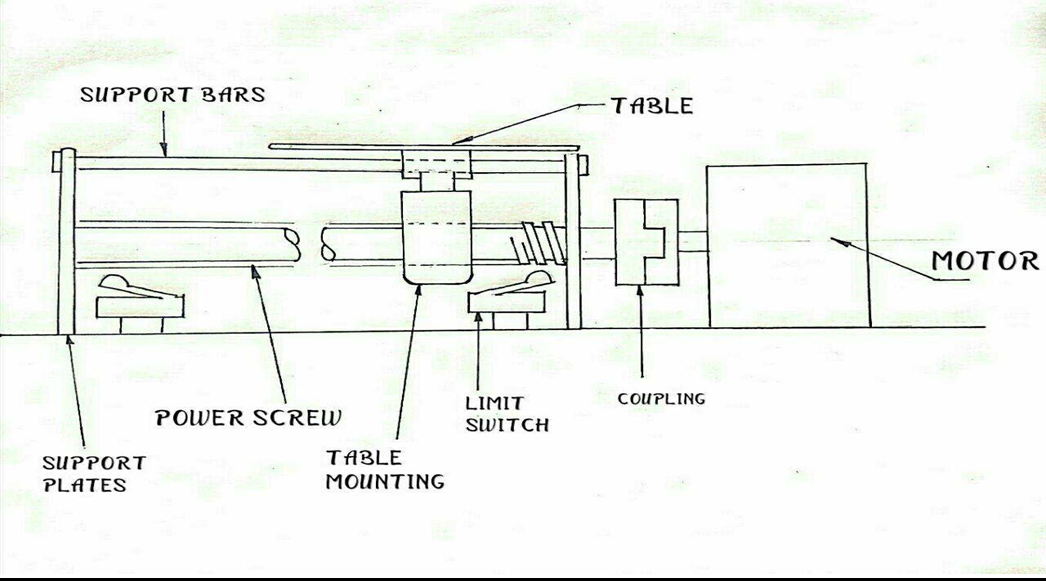 SUPPORT BARS
TABLE
MOTOR
COUPLING
LIMIT
SWITCH
POWER SCREW
TABLE
MOUNTING
SUPPORT
PLATES